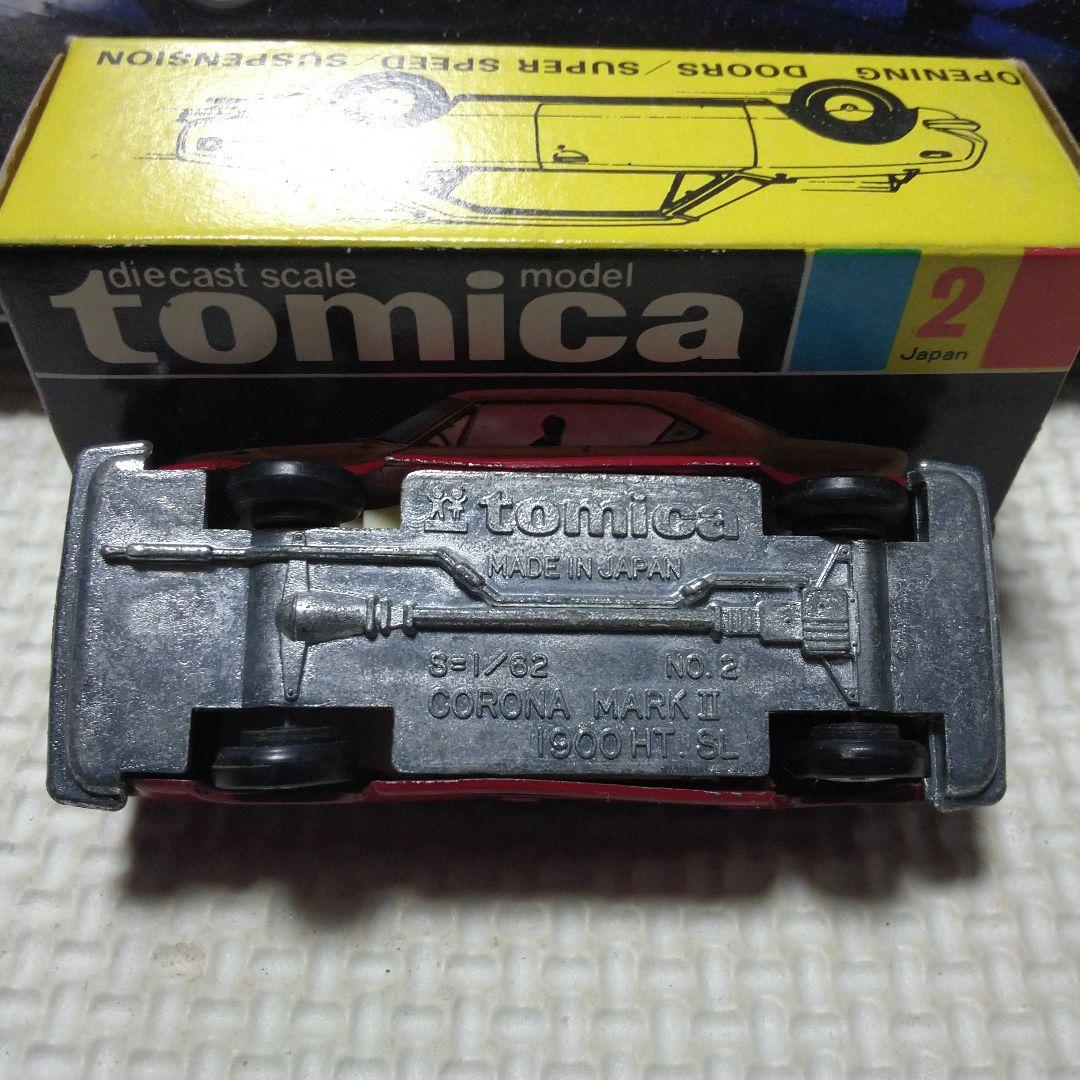 OPENING DOORS/SUPER SPEED/SUSPENSION
diecast scale model
tomica
2
Japan
tomica
MADE IN JAPAN
S=1/62 NO. 2
CORONA MARK II
1900 HT. SL